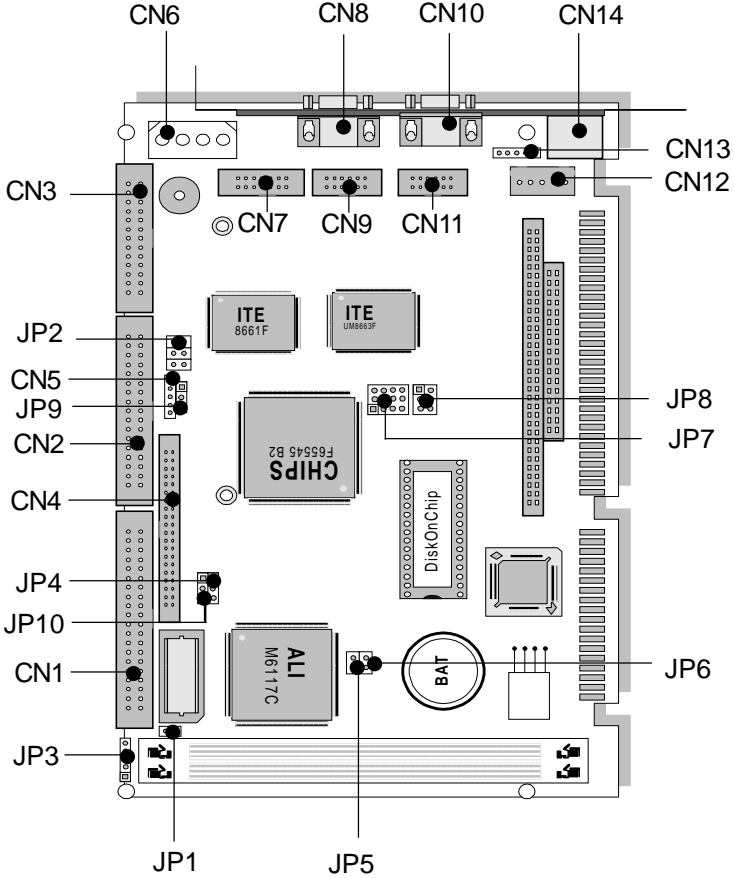 CN6
CN8
CN10
CN14
CN13
CN12
CN3
CN7
CN9
CN11
ITE
8661F
ITE
UM8663F
JP2
CN5
JP9
JP8
CN2
JP7
CHIPS
F65545 B2
CN4
DiskOnChip
JP4
JP10
ALI
M6117C
BAT
CN1
JP6
JP3
JP1
JP5